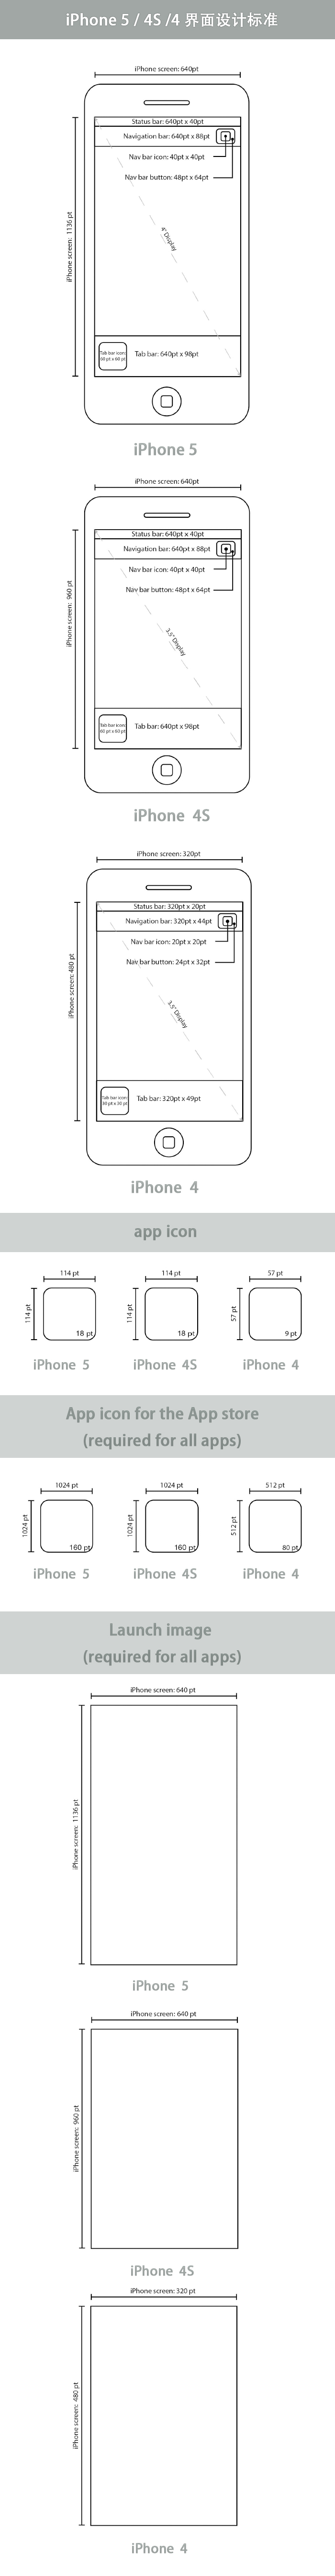 iPhone 5 / 4S /4 界面设计标准
iPhone screen: 640pt
Status bar: 640pt x 40pt
Navigation bar: 640pt x 88pt
Nav bar icon: 40pt x 40pt
Nav bar button: 48pt x 64pt
iPhone screen: 1136 pt
4" Display
Tab bar icon:
60 pt x 60 pt
Tab bar: 640pt x 98pt
iPhone 5
iPhone screen: 640pt
Status bar: 640pt x 40pt
Navigation bar: 640pt x 88pt
Nav bar icon: 40pt x 40pt
Nav bar button: 48pt x 64pt
iPhone screen: 960 pt
3.5" Display
Tab bar icon:
60 pt x 60 pt
Tab bar: 640pt x 98pt
iPhone 4S
iPhone screen: 320pt
Status bar: 320pt x 20pt
Navigation bar: 320pt x 44pt
Nav bar icon: 20pt x 20pt
Nav bar button: 24pt x 32pt
iPhone screen: 480 pt
3.5" Display
Tab bar icon:
30 pt x 30 pt
Tab bar: 320pt x 49pt
iPhone 4
app icon
114 pt
114 pt
57 pt
114 pt
114 pt
57 pt
18 pt
18 pt
9 pt
iPhone 5
iPhone 4S
iPhone 4
App icon for the App store
(required for all apps)
1024 pt
1024 pt
512 pt
1024 pt
1024 pt
512 pt
160 pt
160 pt
80 pt
iPhone 5
iPhone 4S
iPhone 4
Launch image
(required for all apps)
iPhone screen: 640 pt
iPhone screen: 1136 pt
iPhone 5
iPhone screen: 640 pt
iPhone screen: 960 pt
iPhone 4S
iPhone screen: 320 pt
iPhone screen: 480 pt
iPhone 4